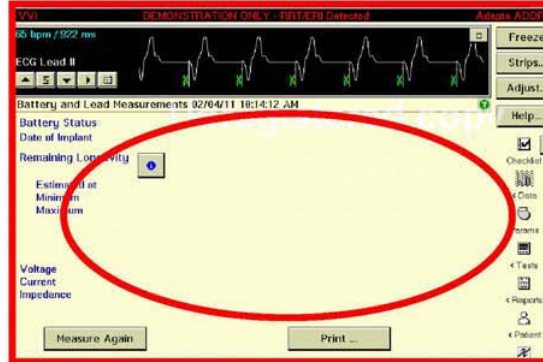 VVI DEMONSTRATION ONLY - RRT/ERI Detected Adapta ADDR
65 bpm / 922 ms
ECG Lead II
Freeze
Strips...
Adjust...
Help...
Battery and Lead Measurements 02/04/11 10:14:12 AM
Battery Status
Date of Implant
Remaining Longevity
Estimated at
Minimum
Maximum
Voltage
Current
Impedance
Measure Again
Print ...
Checklist
< Data
Params
< Tests
< Reports
< Patient